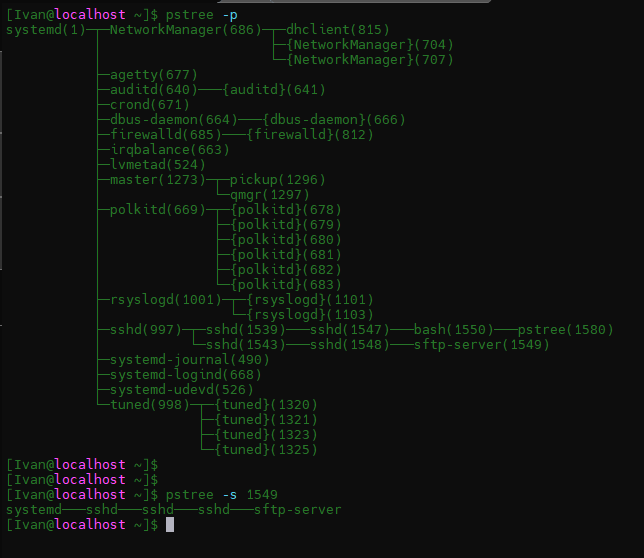 [Ivan@localhost ~]$ pstree -p
systemd(1)─┬─NetworkManager(686)─┬─dhclient(815)
           │                     ├─{NetworkManager}(704)
           │                     └─{NetworkManager}(707)
           ├─agetty(677)
           ├─auditd(640)───{auditd}(641)
           ├─crond(671)
           ├─dbus-daemon(664)───{dbus-daemon}(666)
           ├─firewalld(685)───{firewalld}(812)
           ├─irqbalance(663)
           ├─lvmetad(524)
           ├─master(1273)─┬─pickup(1296)
           │              └─qmgr(1297)
           ├─polkitd(669)─┬─{polkitd}(678)
           │              ├─{polkitd}(679)
           │              ├─{polkitd}(680)
           │              ├─{polkitd}(681)
           │              ├─{polkitd}(682)
           │              └─{polkitd}(683)
           ├─rsyslogd(1001)─┬─{rsyslogd}(1101)
           │                └─{rsyslogd}(1103)
           ├─sshd(997)─┬─sshd(1539)───sshd(1547)───bash(1550)───pstree(1580)
           │           └─sshd(1543)───sshd(1548)───sftp-server(1549)
           ├─systemd-journal(490)
           ├─systemd-logind(668)
           ├─systemd-udevd(526)
           └─tuned(998)─┬─{tuned}(1320)
                        ├─{tuned}(1321)
                        ├─{tuned}(1323)
                        └─{tuned}(1325)
[Ivan@localhost ~]$
[Ivan@localhost ~]$
[Ivan@localhost ~]$ pstree -s 1549
systemd───sshd───sshd───sshd───sftp-server
[Ivan@localhost ~]$